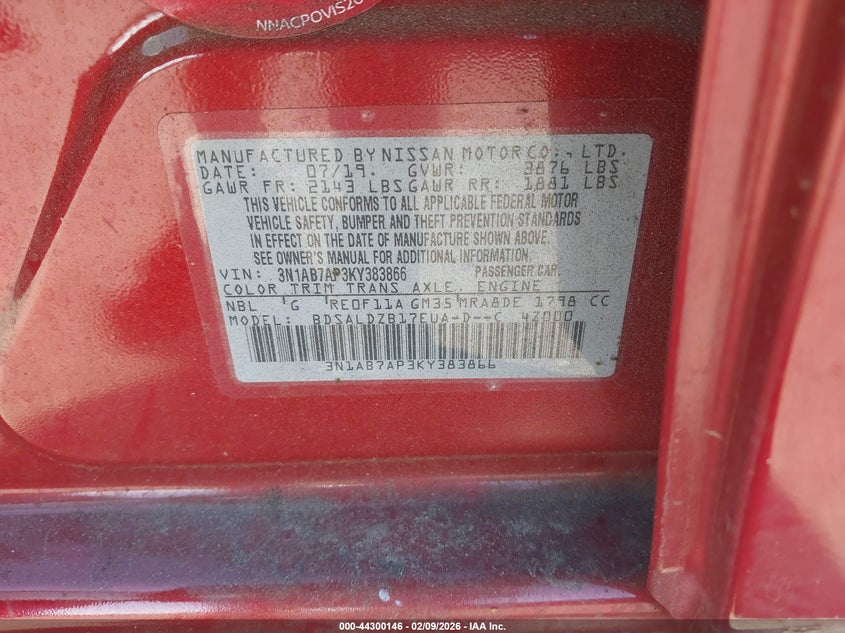 NNACPOVIS20
MANUFACTURED BY NISSAN MOTOR CO., LTD.
DATE: 07/19. GVWR: 3876 LBS
GAWR FR: 2143 LBS GAWR RR: 1881 LBS
THIS VEHICLE CONFORMS TO ALL APPLICABLE FEDERAL MOTOR
VEHICLE SAFETY, BUMPER AND THEFT PREVENTION STANDARDS
IN EFFECT ON THE DATE OF MANUFACTURE SHOWN ABOVE.
SEE OWNER'S MANUAL FOR ADDITIONAL INFORMATION.
VIN: 3N1AB7AP3KY383866 PASSENGER CAR
COLOR TRIM TRANS AXLE ENGINE
NBL G RE0F11A GM35 MRA8DE 1798 CC
MODEL: BDSALDZB17EUA-D--C 4Z000
3N1AB7AP3KY383866
000-44300146 - 02/09/2026 - IAA Inc.